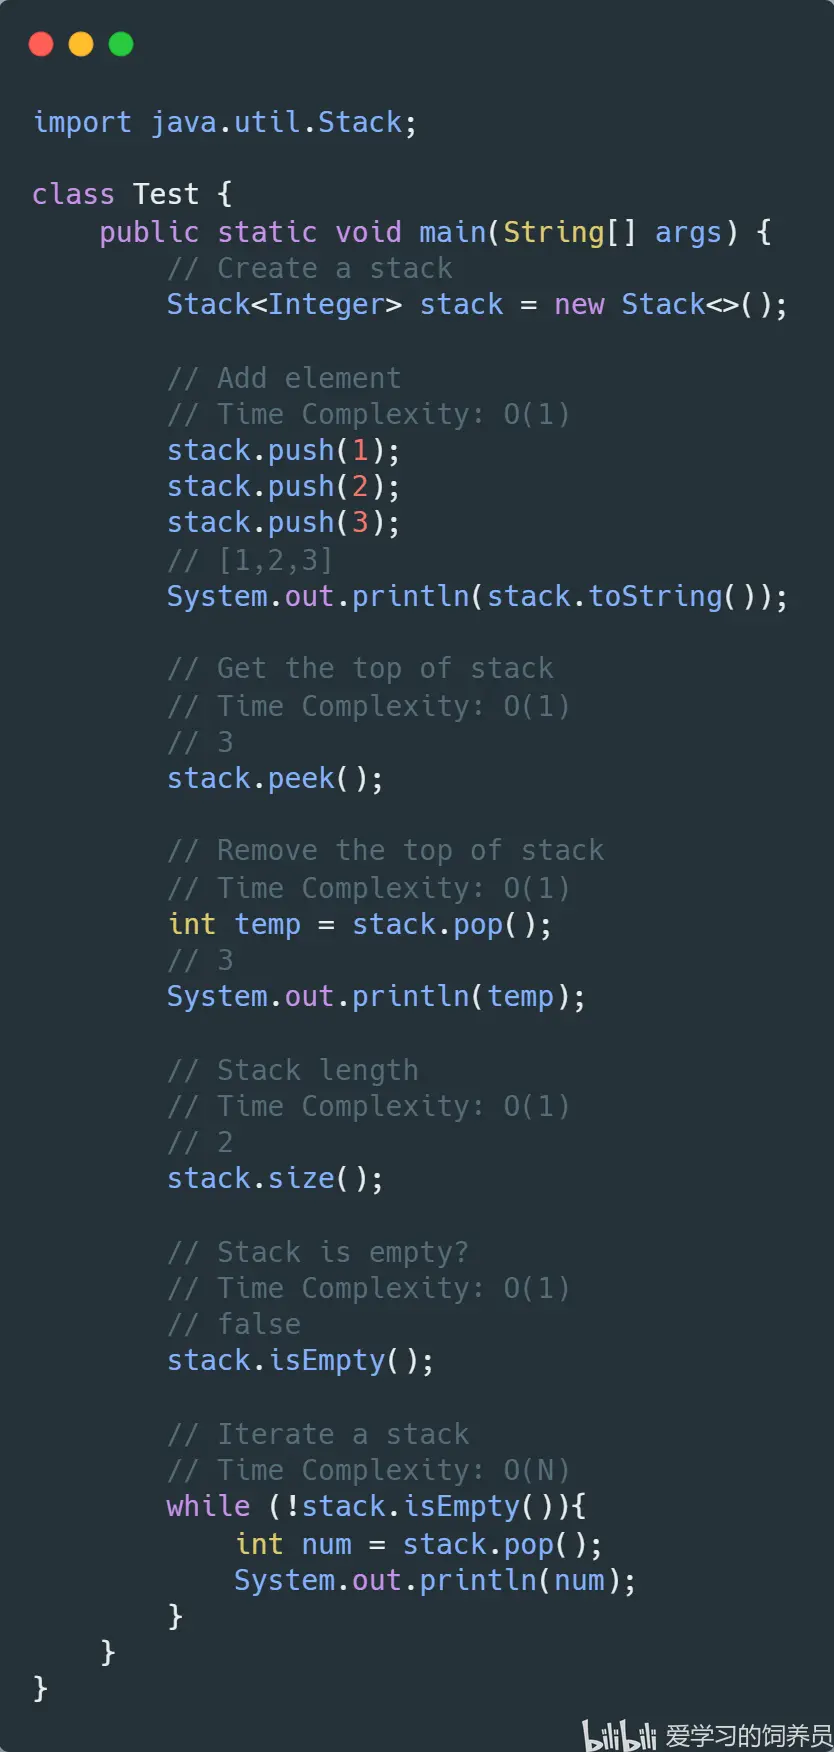 import java.util.Stack;
class Test {
    public static void main(String[] args) {
        // Create a stack
        Stack<Integer> stack = new Stack<>();
        // Add element
        // Time Complexity: O(1)
        stack.push(1);
        stack.push(2);
        stack.push(3);
        // [1,2,3]
        System.out.println(stack.toString());
        // Get the top of stack
        // Time Complexity: O(1)
        // 3
        stack.peek();
        // Remove the top of stack
        // Time Complexity: O(1)
        int temp = stack.pop();
        // 3
        System.out.println(temp);
        // Stack length
        // Time Complexity: O(1)
        // 2
        stack.size();
        // Stack is empty?
        // Time Complexity: O(1)
        // false
        stack.isEmpty();
        // Iterate a stack
        // Time Complexity: O(N)
        while (!stack.isEmpty()){
            int num = stack.pop();
            System.out.println(num);
        }
    }
}
bilibili 爱学习的饲养员